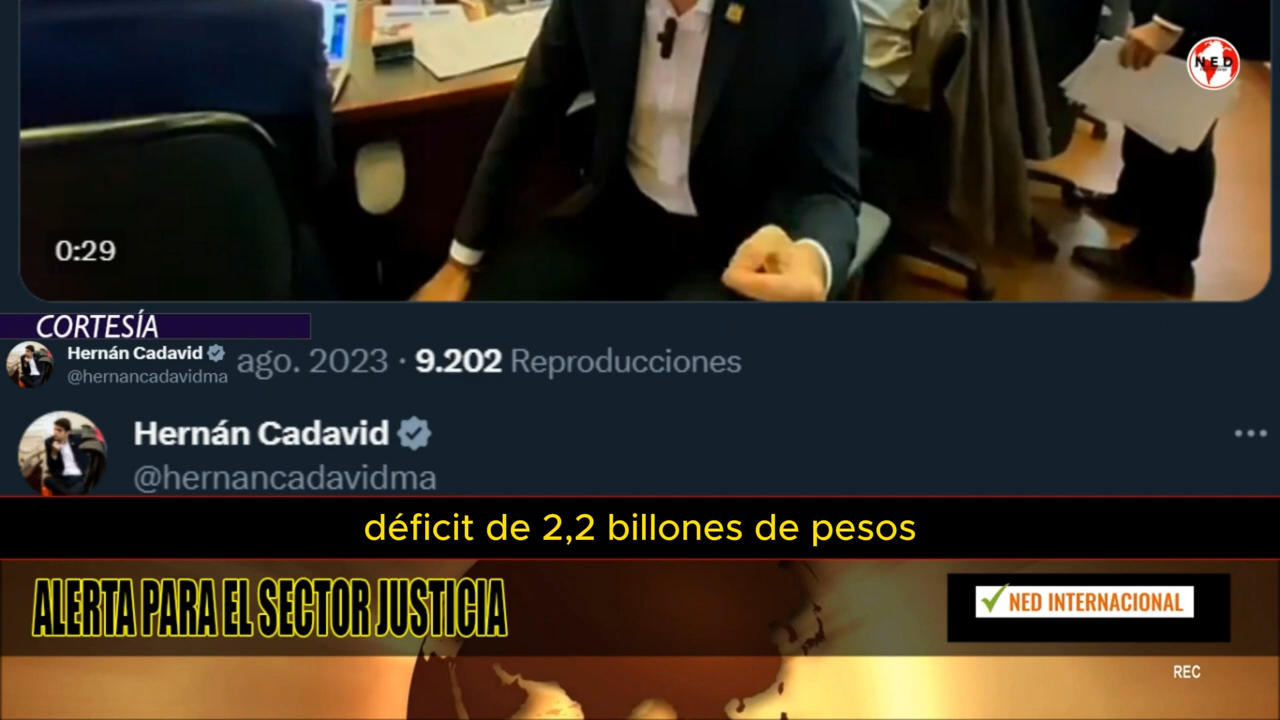 NED
0:29
CORTESÍA
Hernán Cadavid
@hernancadavidma
ago. 2023 · 9.202 Reproducciones
Hernán Cadavid
@hernancadavidma
déficit de 2,2 billones de pesos
ALERTA PARA EL SECTOR JUSTICIA
NED INTERNACIONAL
REC